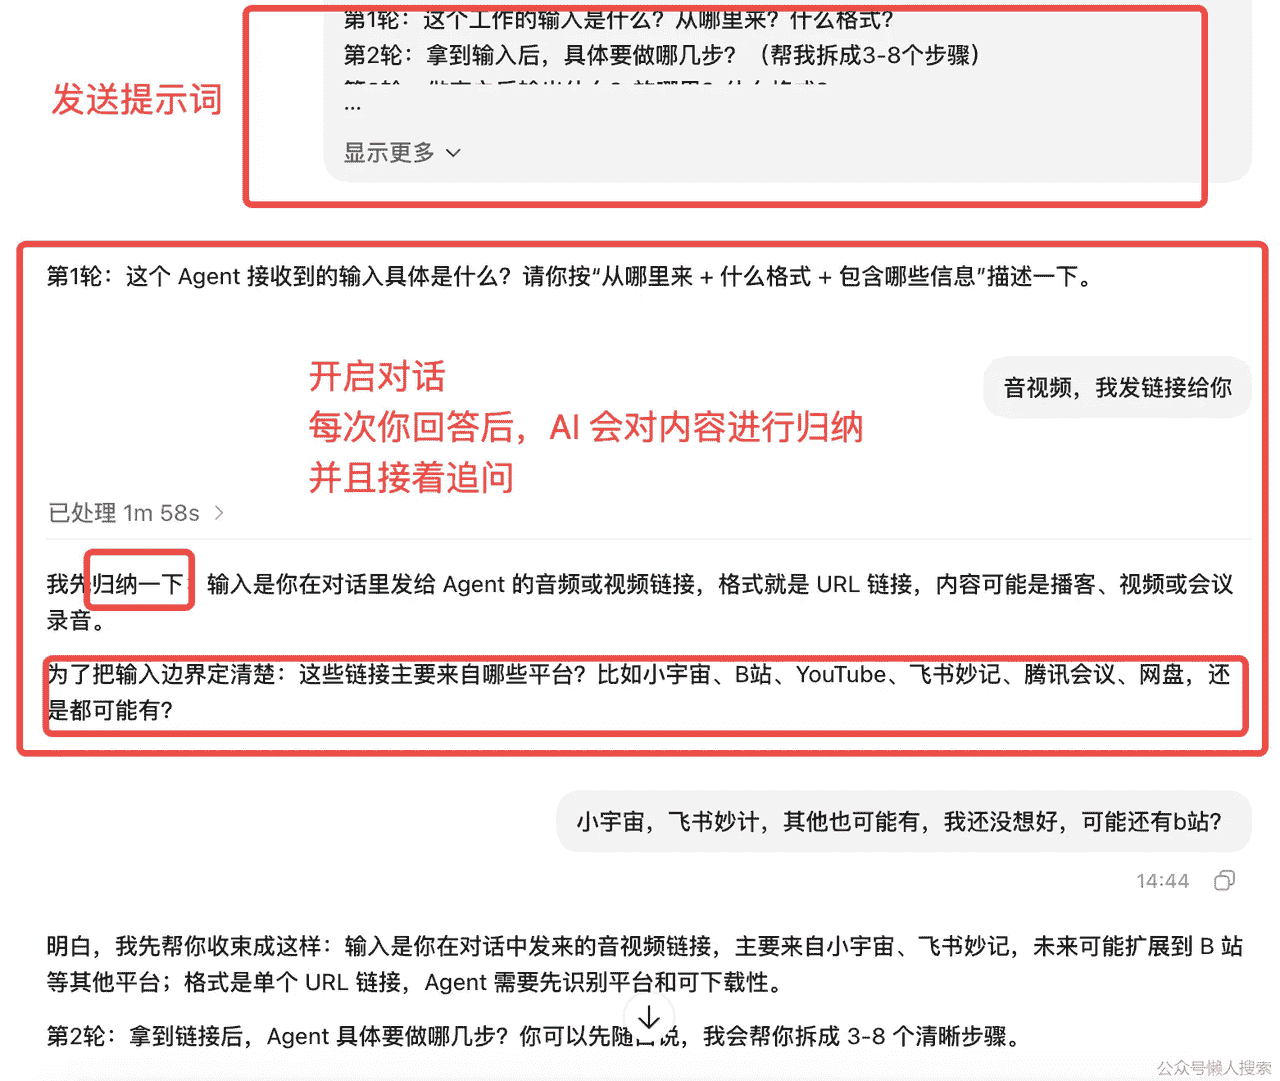 第1轮：这个工作的输入是什么？从哪里来？什么格式？
第2轮：拿到输入后，具体要做哪几步？（帮我拆成3-8个步骤）
...
显示更多
发送提示词
第1轮：这个 Agent 接收到的输入具体是什么？请你按“从哪里来 + 什么格式 + 包含哪些信息”描述一下。
音视频，我发链接给你
开启对话
每次你回答后，AI 会对内容进行归纳
并且接着追问
已处理 1m 58s
我先归纳一下：输入是你在对话里发给 Agent 的音频或视频链接，格式就是 URL 链接，内容可能是播客、视频或会议
录音。
为了把输入边界定清楚：这些链接主要来自哪些平台？比如小宇宙、B站、YouTube、飞书妙记、腾讯会议、网盘，还
是都可能有？
小宇宙，飞书妙计，其他也可能有，我还没想好，可能还有b站？
14:44
明白，我先帮你收束成这样：输入是你在对话中发来的音视频链接，主要来自小宇宙、飞书妙记，未来可能扩展到 B 站
等其他平台；格式是单个 URL 链接，Agent 需要先识别平台和可下载性。
第2轮：拿到链接后，Agent 具体要做哪几步？你可以先随口说，我会帮你拆成 3-8 个清晰步骤。
公众号懒人搜索